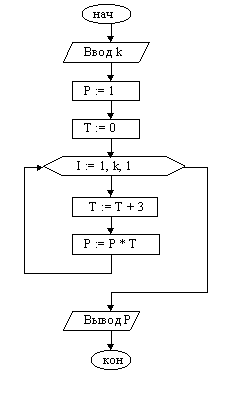 нач
Ввод k
P := 1
T := 0
I := 1, k, 1
T := T + 3
P := P * T
Вывод P
кон